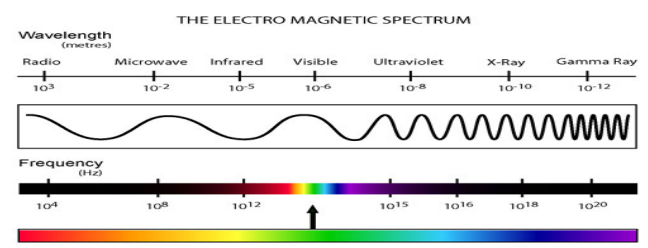 THE ELECTRO MAGNETIC SPECTRUM
Wavelength
(metres)
Radio Microwave Infrared Visible Ultraviolet X-Ray Gamma Ray
10³ 10⁻² 10⁻⁵ 10⁻⁶ 10⁻⁸ 10⁻¹⁰ 10⁻¹²
Frequency
(Hz)
10⁴ 10⁸ 10¹² 10¹⁵ 10¹⁶ 10¹⁸ 10²⁰